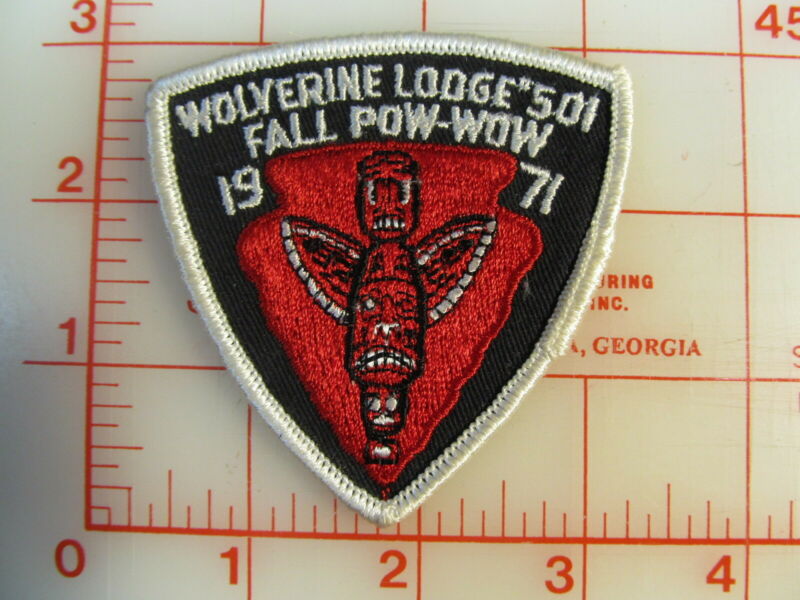 WOLVERINE LODGE #501
FALL POW-WOW
19 71
3
2
1
0
1
2
3
4
45
URING
INC.
A, GEORGIA